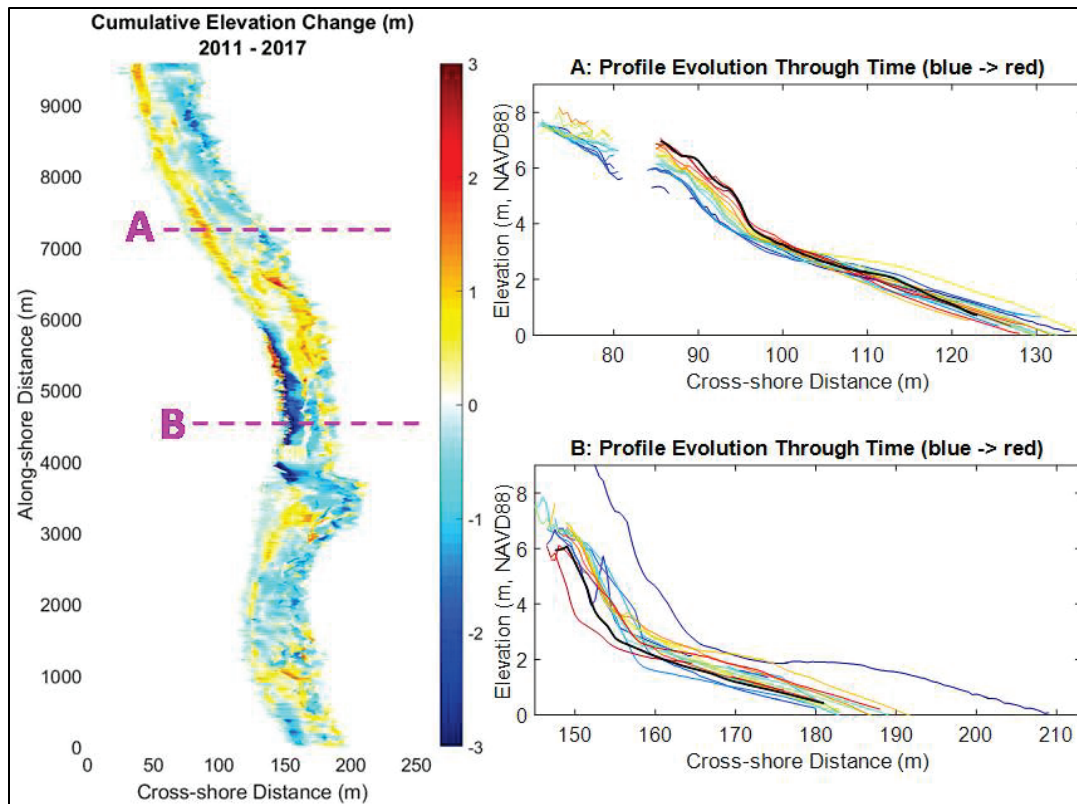 Cumulative Elevation Change (m)
2011 - 2017
Along-shore Distance (m)
9000
8000
7000
6000
5000
4000
3000
2000
1000
0
0 50 100 150 200 250
Cross-shore Distance (m)
A
B
3
2
1
0
-1
-2
-3
A: Profile Evolution Through Time (blue -> red)
Elevation (m, NAVD88)
8
6
4
2
0
80 90 100 110 120 130
Cross-shore Distance (m)
B: Profile Evolution Through Time (blue -> red)
Elevation (m, NAVD88)
8
6
4
2
0
150 160 170 180 190 200 210
Cross-shore Distance (m)